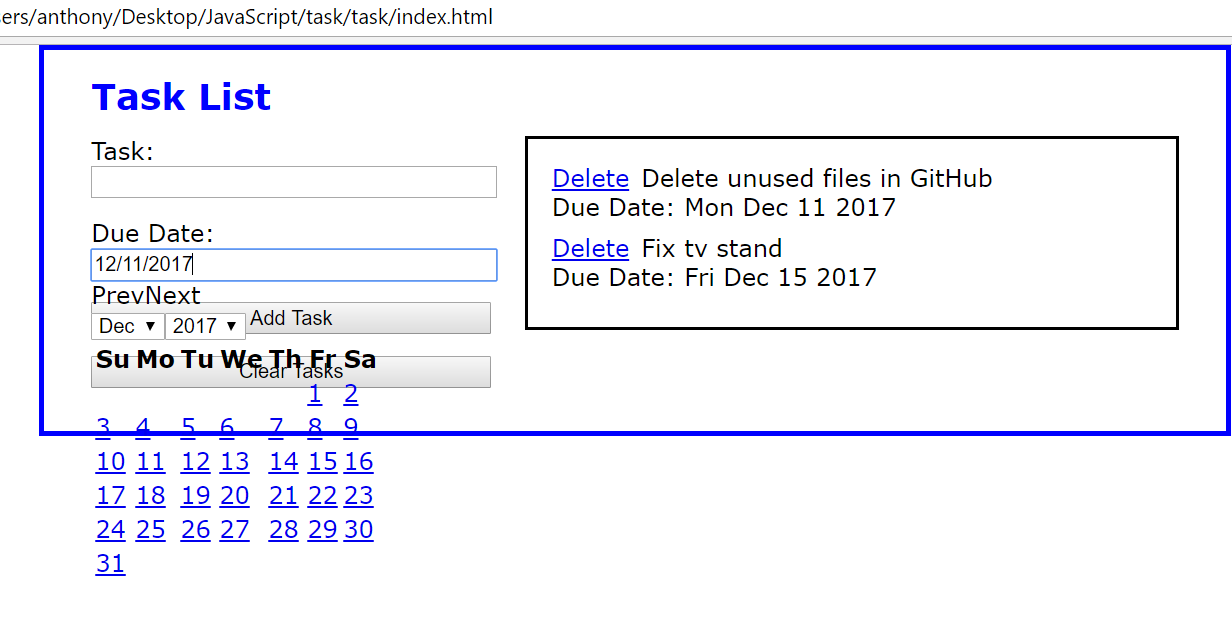 ers/anthony/Desktop/JavaScript/task/task/index.html
Task List
Task:
Due Date:
12/11/2017
PrevNext
Dec 2017 Add Task
Su Mo Tu We Th Fr Sa
Clear Tasks
1 2
3 4 5 6 7 8 9
10 11 12 13 14 15 16
17 18 19 20 21 22 23
24 25 26 27 28 29 30
31
Delete Delete unused files in GitHub
Due Date: Mon Dec 11 2017
Delete Fix tv stand
Due Date: Fri Dec 15 2017